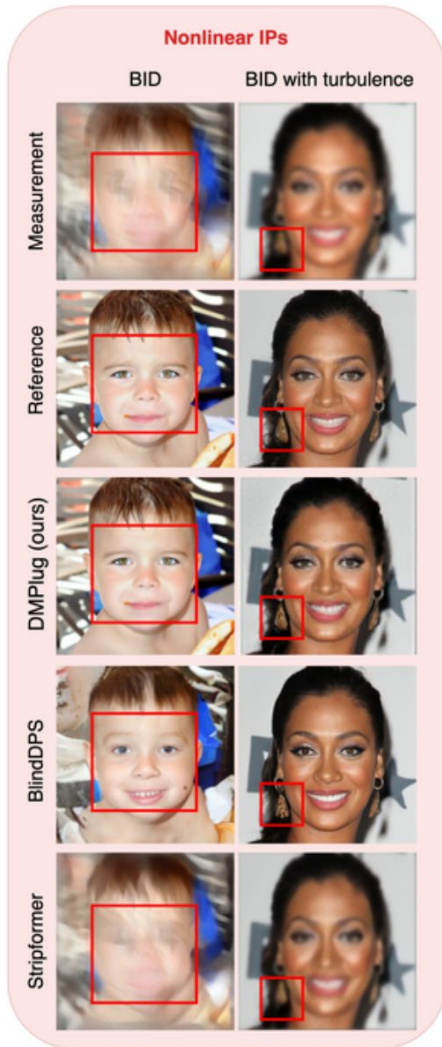 Nonlinear IPs
BID BID with turbulence
Measurement
Reference
DMPlug (ours)
BlindDPS
Stripformer